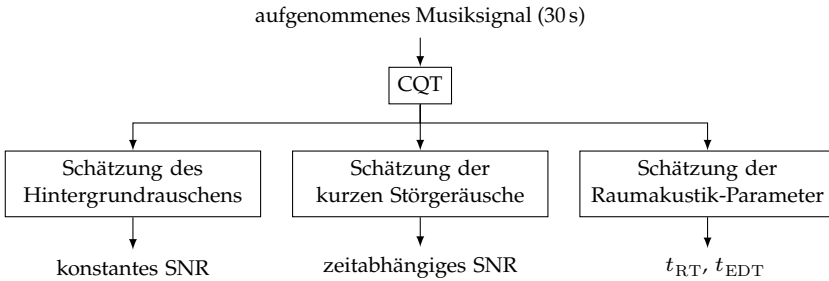 aufgenommenes Musiksignal (30 s)
CQT
Schätzung des
Hintergrundrauschens
Schätzung der
kurzen Störgeräusche
Schätzung der
Raumakustik-Parameter
konstantes SNR
zeitabhängiges SNR
t_RT, t_EDT